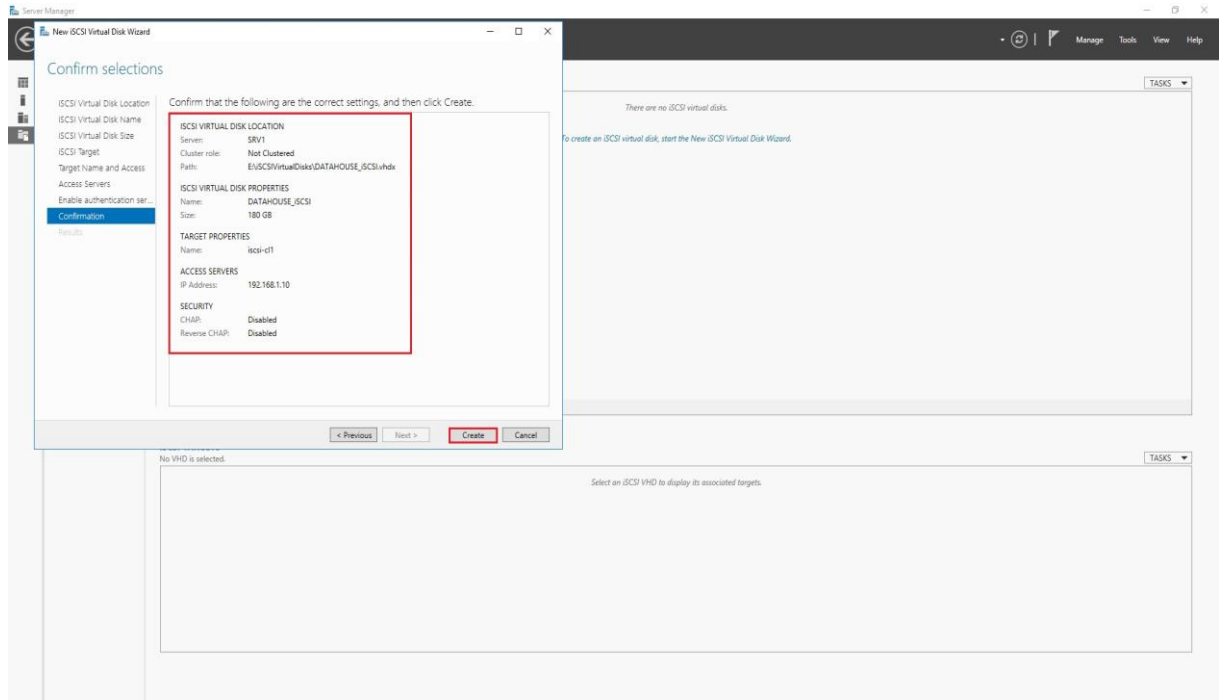 Server Manager
Manage Tools View Help
New iSCSI Virtual Disk Wizard
Confirm selections
iSCSI Virtual Disk Location
iSCSI Virtual Disk Name
iSCSI Virtual Disk Size
iSCSI Target
Target Name and Access
Access Servers
Enable authentication ser...
Confirmation
Results
Confirm that the following are the correct settings, and then click Create.
ISCSI VIRTUAL DISK LOCATION
Server: SRV1
Cluster role: Not Clustered
Path: E:\iSCSIVirtualDisks\DATAHOUSE_iSCSI.vhdx
ISCSI VIRTUAL DISK PROPERTIES
Name: DATAHOUSE_iSCSI
Size: 180 GB
TARGET PROPERTIES
Name: iscsi-cl1
ACCESS SERVERS
IP Address: 192.168.1.10
SECURITY
CHAP: Disabled
Reverse CHAP: Disabled
< Previous Next > Create Cancel
TASKS
There are no iSCSI virtual disks.
To create an iSCSI virtual disk, start the New iSCSI Virtual Disk Wizard.
No VHD is selected.
TASKS
Select an iSCSI VHD to display its associated targets.